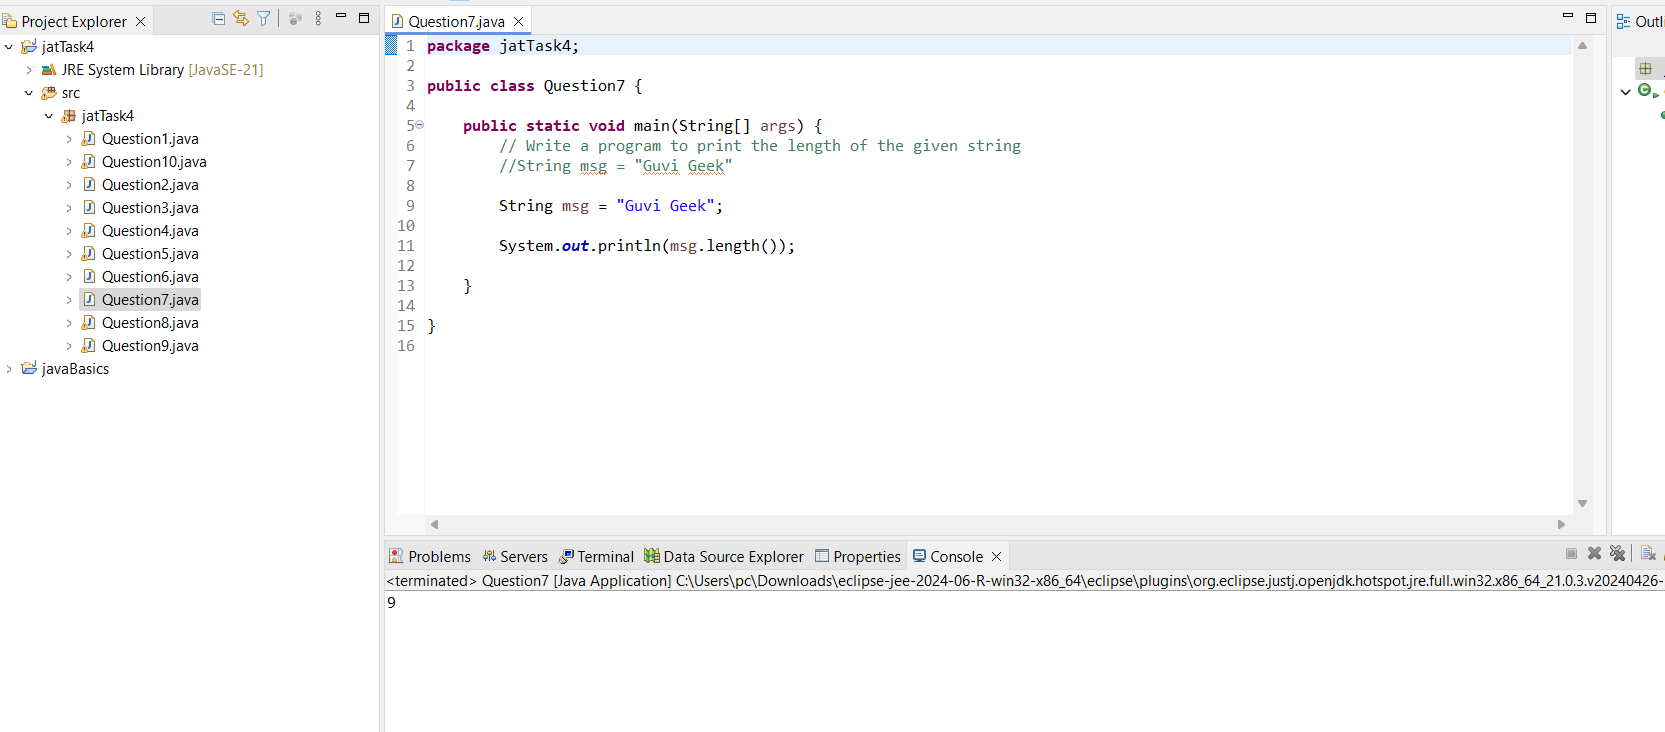 Project Explorer
jatTask4
JRE System Library [JavaSE-21]
src
jatTask4
Question1.java
Question10.java
Question2.java
Question3.java
Question4.java
Question5.java
Question6.java
Question7.java
Question8.java
Question9.java
javaBasics
Question7.java
1 package jatTask4;
2
3 public class Question7 {
4
5 public static void main(String[] args) {
6 // Write a program to print the length of the given string
7 //String msg = "Guvi Geek"
8
9 String msg = "Guvi Geek";
10
11 System.out.println(msg.length());
12
13 }
14
15 }
16
Outli
Problems Servers Terminal Data Source Explorer Properties Console
<terminated> Question7 [Java Application] C:\Users\pc\Downloads\eclipse-jee-2024-06-R-win32-x86_64\eclipse\plugins\org.eclipse.justj.openjdk.hotspot.jre.full.win32.x86_64_21.0.3.v20240426-
9